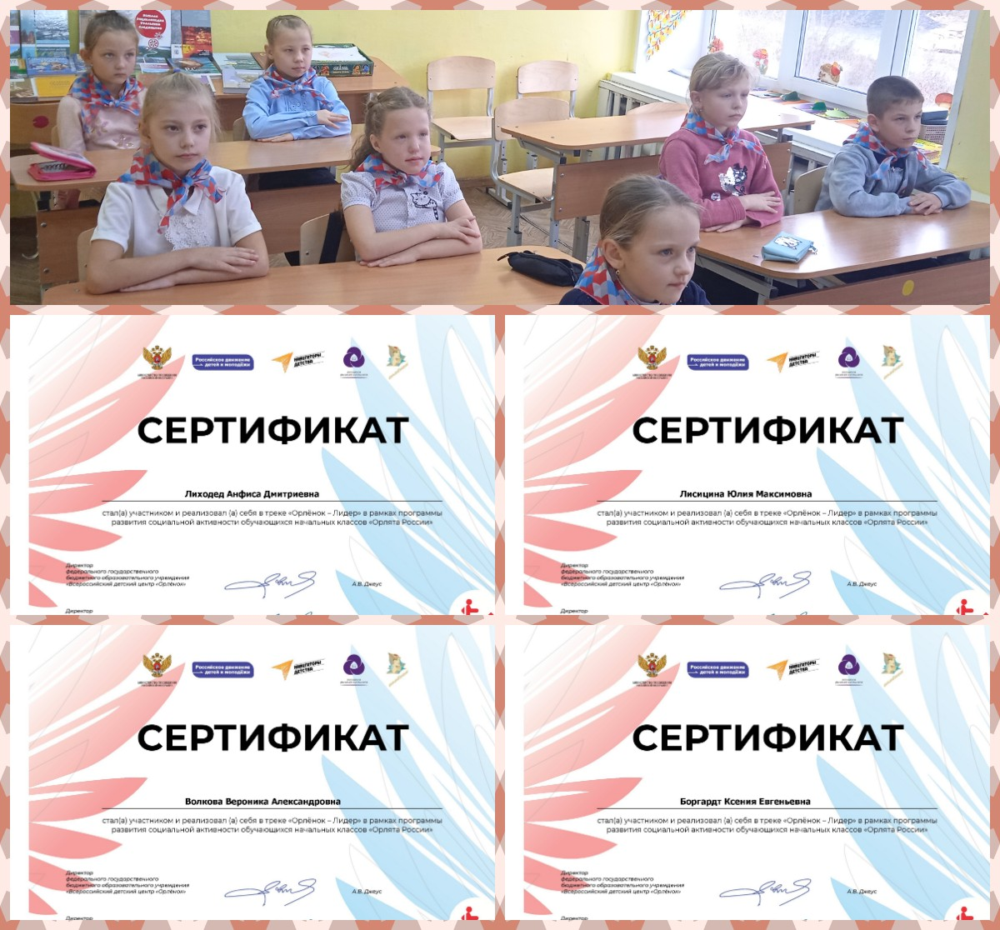 Российское движение
детей и молодёжи
НАВИГАТОРЫ
ДЕТСТВА
СЕРТИФИКАТ
Лиходед Анфиса Дмитриевна
стал(а) участником и реализовал (а) себя в треке «Орлёнок – Лидер» в рамках программы
развития социальной активности обучающихся начальных классов «Орлята России»
Директор
федерального государственного
бюджетного образовательного учреждения
«Всероссийский детский центр «Орлёнок»
А.В. Джеус
Директор
Российское движение
детей и молодёжи
НАВИГАТОРЫ
ДЕТСТВА
СЕРТИФИКАТ
Лисицина Юлия Максимовна
стал(а) участником и реализовал (а) себя в треке «Орлёнок – Лидер» в рамках программы
развития социальной активности обучающихся начальных классов «Орлята России»
Директор
федерального государственного
бюджетного образовательного учреждения
«Всероссийский детский центр «Орлёнок»
А.В. Джеус
Директор
Российское движение
детей и молодёжи
НАВИГАТОРЫ
ДЕТСТВА
СЕРТИФИКАТ
Волкова Вероника Александровна
стал(а) участником и реализовал (а) себя в треке «Орлёнок – Лидер» в рамках программы
развития социальной активности обучающихся начальных классов «Орлята России»
Директор
федерального государственного
бюджетного образовательного учреждения
«Всероссийский детский центр «Орлёнок»
А.В. Джеус
Директор
Российское движение
детей и молодёжи
НАВИГАТОРЫ
ДЕТСТВА
СЕРТИФИКАТ
Боргардт Ксения Евгеньевна
стал(а) участником и реализовал (а) себя в треке «Орлёнок – Лидер» в рамках программы
развития социальной активности обучающихся начальных классов «Орлята России»
Директор
федерального государственного
бюджетного образовательного учреждения
«Всероссийский детский центр «Орлёнок»
А.В. Джеус
Директор